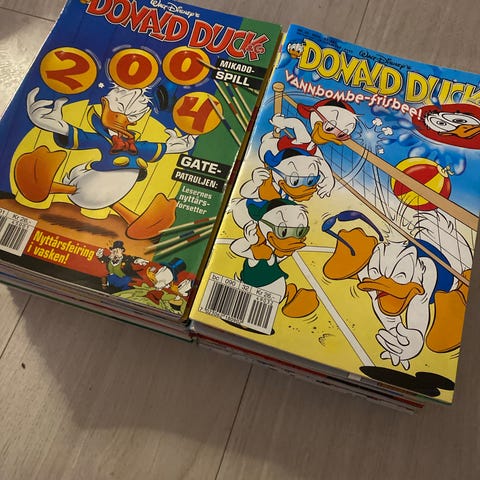 Walt Disney's
DONALD DUCK
& CO
MIKADO-
SPILL
2004
GATE-
PATRULJEN:
Lesernes
nyttårs-
forsetter
Nyttårsfeiring
i vasken!
Walt Disney's
DONALD DUCK
VANNBOMBE-frisbee!